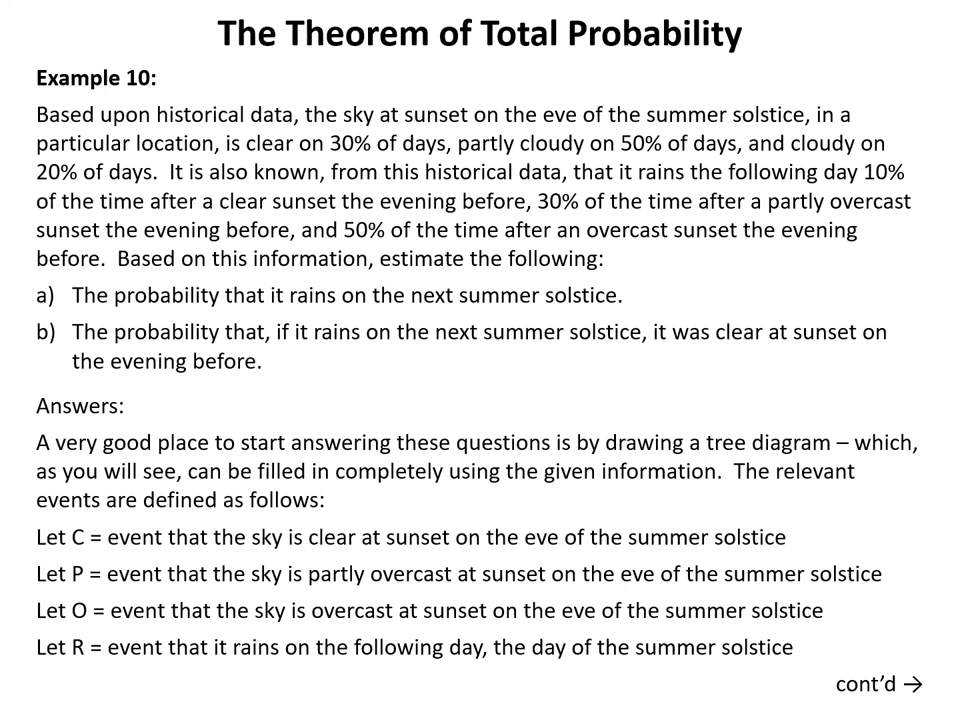 The Theorem of Total Probability
Example 10:
Based upon historical data, the sky at sunset on the eve of the summer solstice, in a
particular location, is clear on 30% of days, partly cloudy on 50% of days, and cloudy on
20% of days.  It is also known, from this historical data, that it rains the following day 10%
of the time after a clear sunset the evening before, 30% of the time after a partly overcast
sunset the evening before, and 50% of the time after an overcast sunset the evening
before.  Based on this information, estimate the following:
a) The probability that it rains on the next summer solstice.
b) The probability that, if it rains on the next summer solstice, it was clear at sunset on
the evening before.
Answers:
A very good place to start answering these questions is by drawing a tree diagram – which,
as you will see, can be filled in completely using the given information.  The relevant
events are defined as follows:
Let C = event that the sky is clear at sunset on the eve of the summer solstice
Let P = event that the sky is partly overcast at sunset on the eve of the summer solstice
Let O = event that the sky is overcast at sunset on the eve of the summer solstice
Let R = event that it rains on the following day, the day of the summer solstice
cont’d →